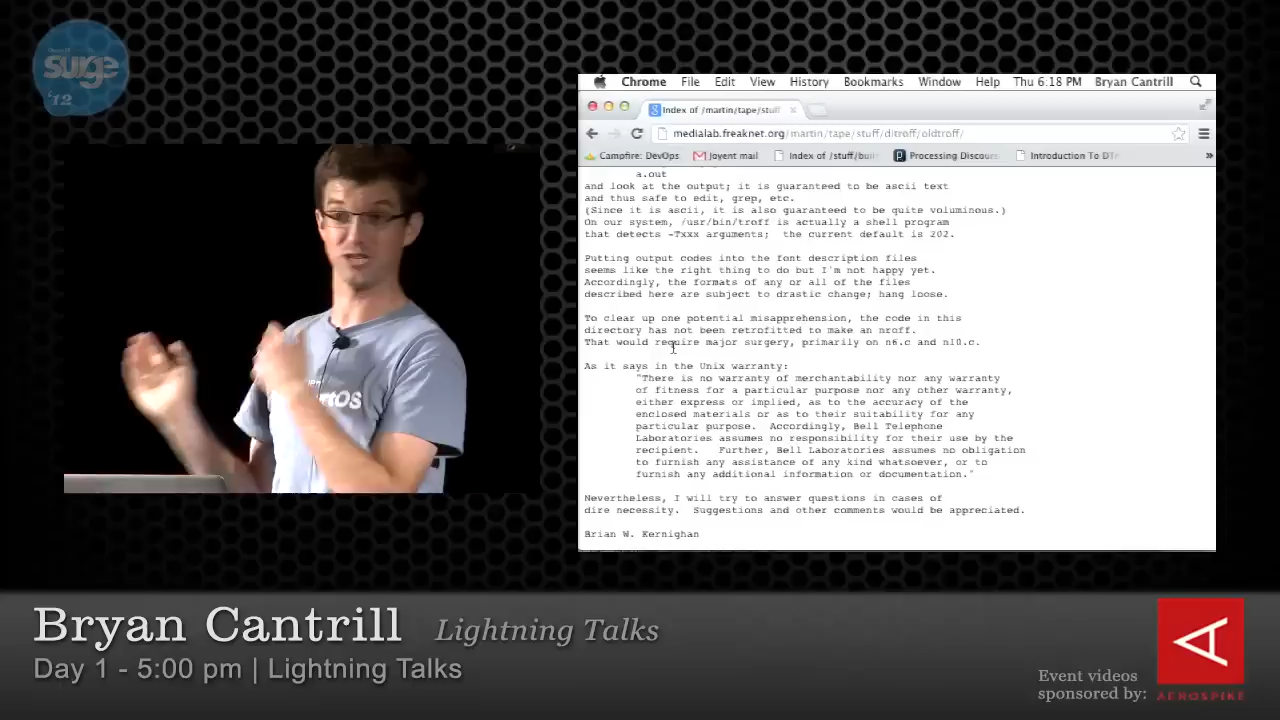 surge
'12
Chrome File Edit View History Bookmarks Window Help Thu 6:18 PM Bryan Cantrill
Index of /martin/tape/stuff
medialab.freaknet.org/martin/tape/stuff/ditroff/oldtroff/
Campfire: DevOps Joyent mail Index of /stuff/bui Processing Discours Introduction To DTr »
a.out
and look at the output; it is guaranteed to be ascii text
and thus safe to edit, grep, etc.
(Since it is ascii, it is also guaranteed to be quite voluminous.)
On our system, /usr/bin/troff is actually a shell program
that detects -Txxx arguments; the current default is 202.
Putting output codes into the font description files
seems like the right thing to do but I'm not happy yet.
Accordingly, the formats of any or all of the files
described here are subject to drastic change; hang loose.
To clear up one potential misapprehension, the code in this
directory has not been retrofitted to make an nroff.
That would require major surgery, primarily on n6.c and n10.c.
As it says in the Unix warranty:
"There is no warranty of merchantability nor any warranty
of fitness for a particular purpose nor any other warranty,
either express or implied, as to the accuracy of the
enclosed materials or as to their suitability for any
particular purpose. Accordingly, Bell Telephone
Laboratories assumes no responsibility for their use by the
recipient. Further, Bell Laboratories assumes no obligation
to furnish any assistance of any kind whatsoever, or to
furnish any additional information or documentation."
Nevertheless, I will try to answer questions in cases of
dire necessity. Suggestions and other comments would be appreciated.
Brian W. Kernighan
OS
Bryan Cantrill Lightning Talks
Day 1 - 5:00 pm | Lightning Talks
Event videos
sponsored by:
AEROSPIKE